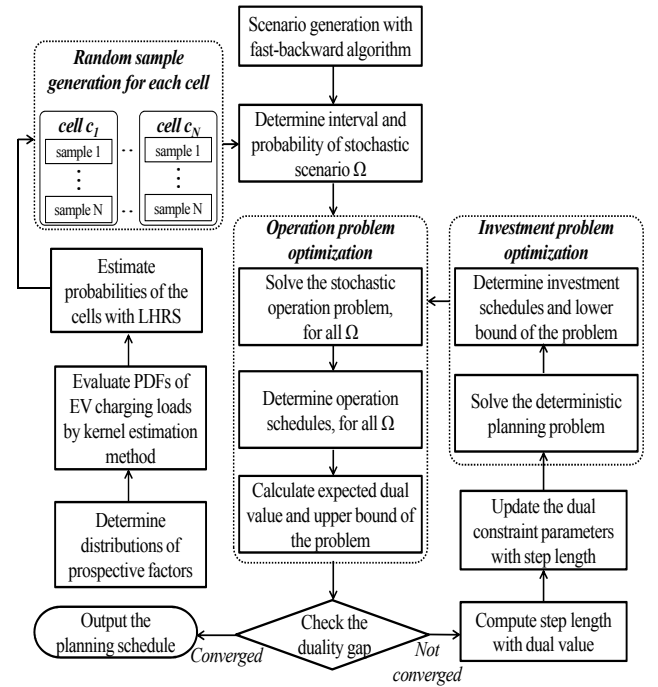 Scenario generation with
fast-backward algorithm
Random sample
generation for each cell
cell c1
sample 1
sample N
cell cN
sample 1
sample N
Determine interval and
probability of stochastic
scenario Ω
Operation problem
optimization
Solve the stochastic
operation problem,
for all Ω
Determine operation
schedules, for all Ω
Calculate expected dual
value and upper bound of
the problem
Investment problem
optimization
Determine investment
schedules and lower
bound of the problem
Solve the deterministic
planning problem
Estimate
probabilities of the
cells with LHRS
Evaluate PDFs of
EV charging loads
by kernel estimation
method
Determine
distributions of
prospective factors
Update the dual
constraint parameters
with step length
Compute step length
with dual value
Check the
duality gap
Converged
Not
converged
Output the
planning schedule